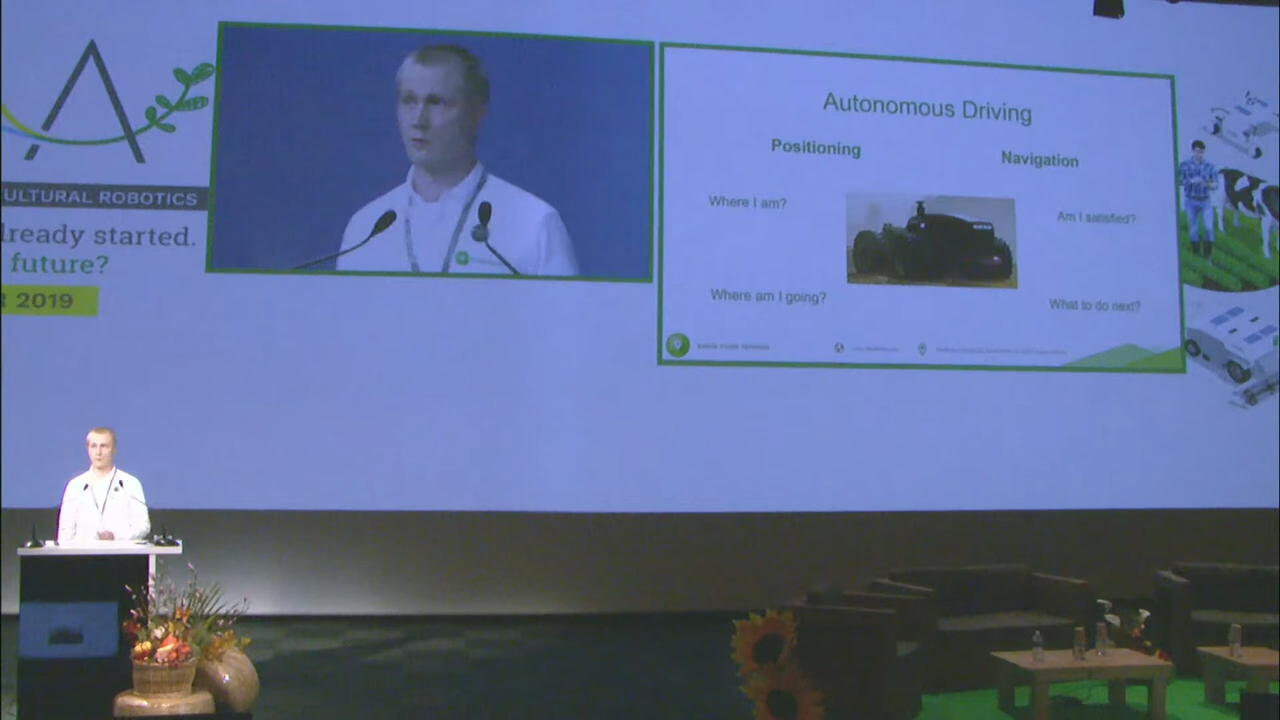 ULTURAL ROBOTICS
lready started.
future?
R 2019
Autonomous Driving
Positioning
Navigation
Where I am?
Am I satisfied?
Where am I going?
What to do next?